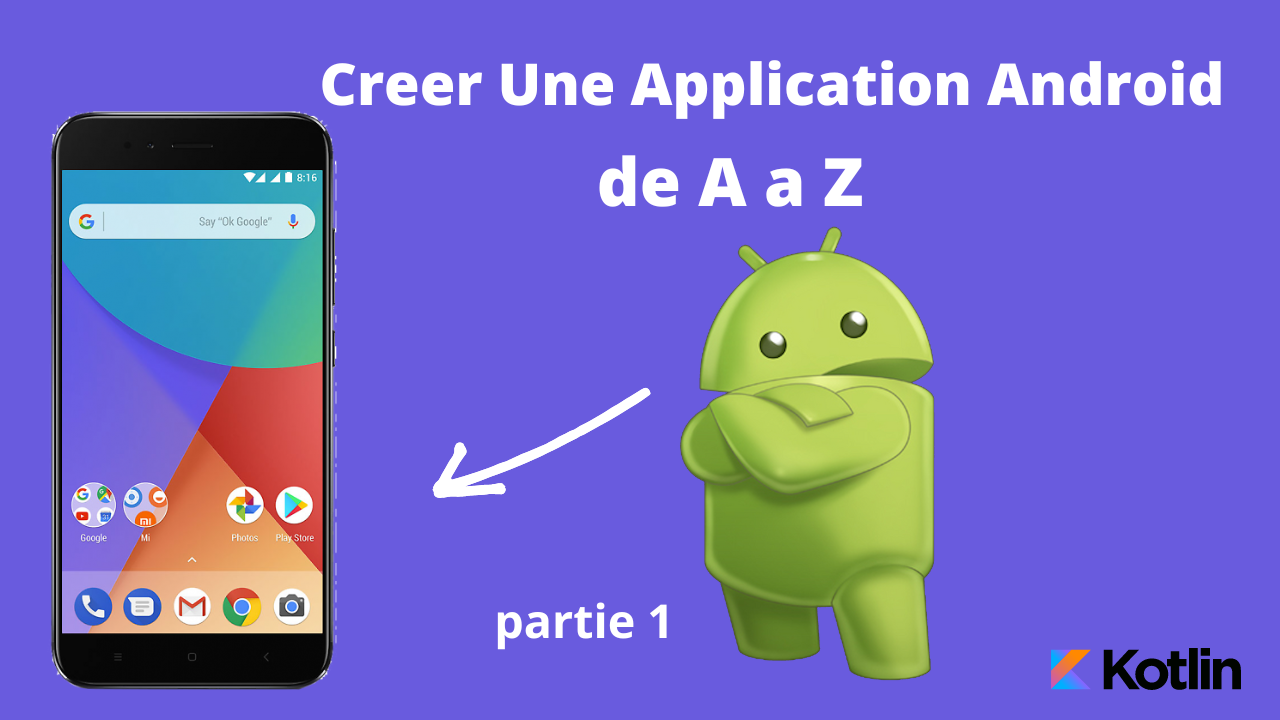 Creer Une Application Android
de A a Z
8:16
Say "Ok Google"
Google
Mi
Photos
Play Store
partie 1
Kotlin